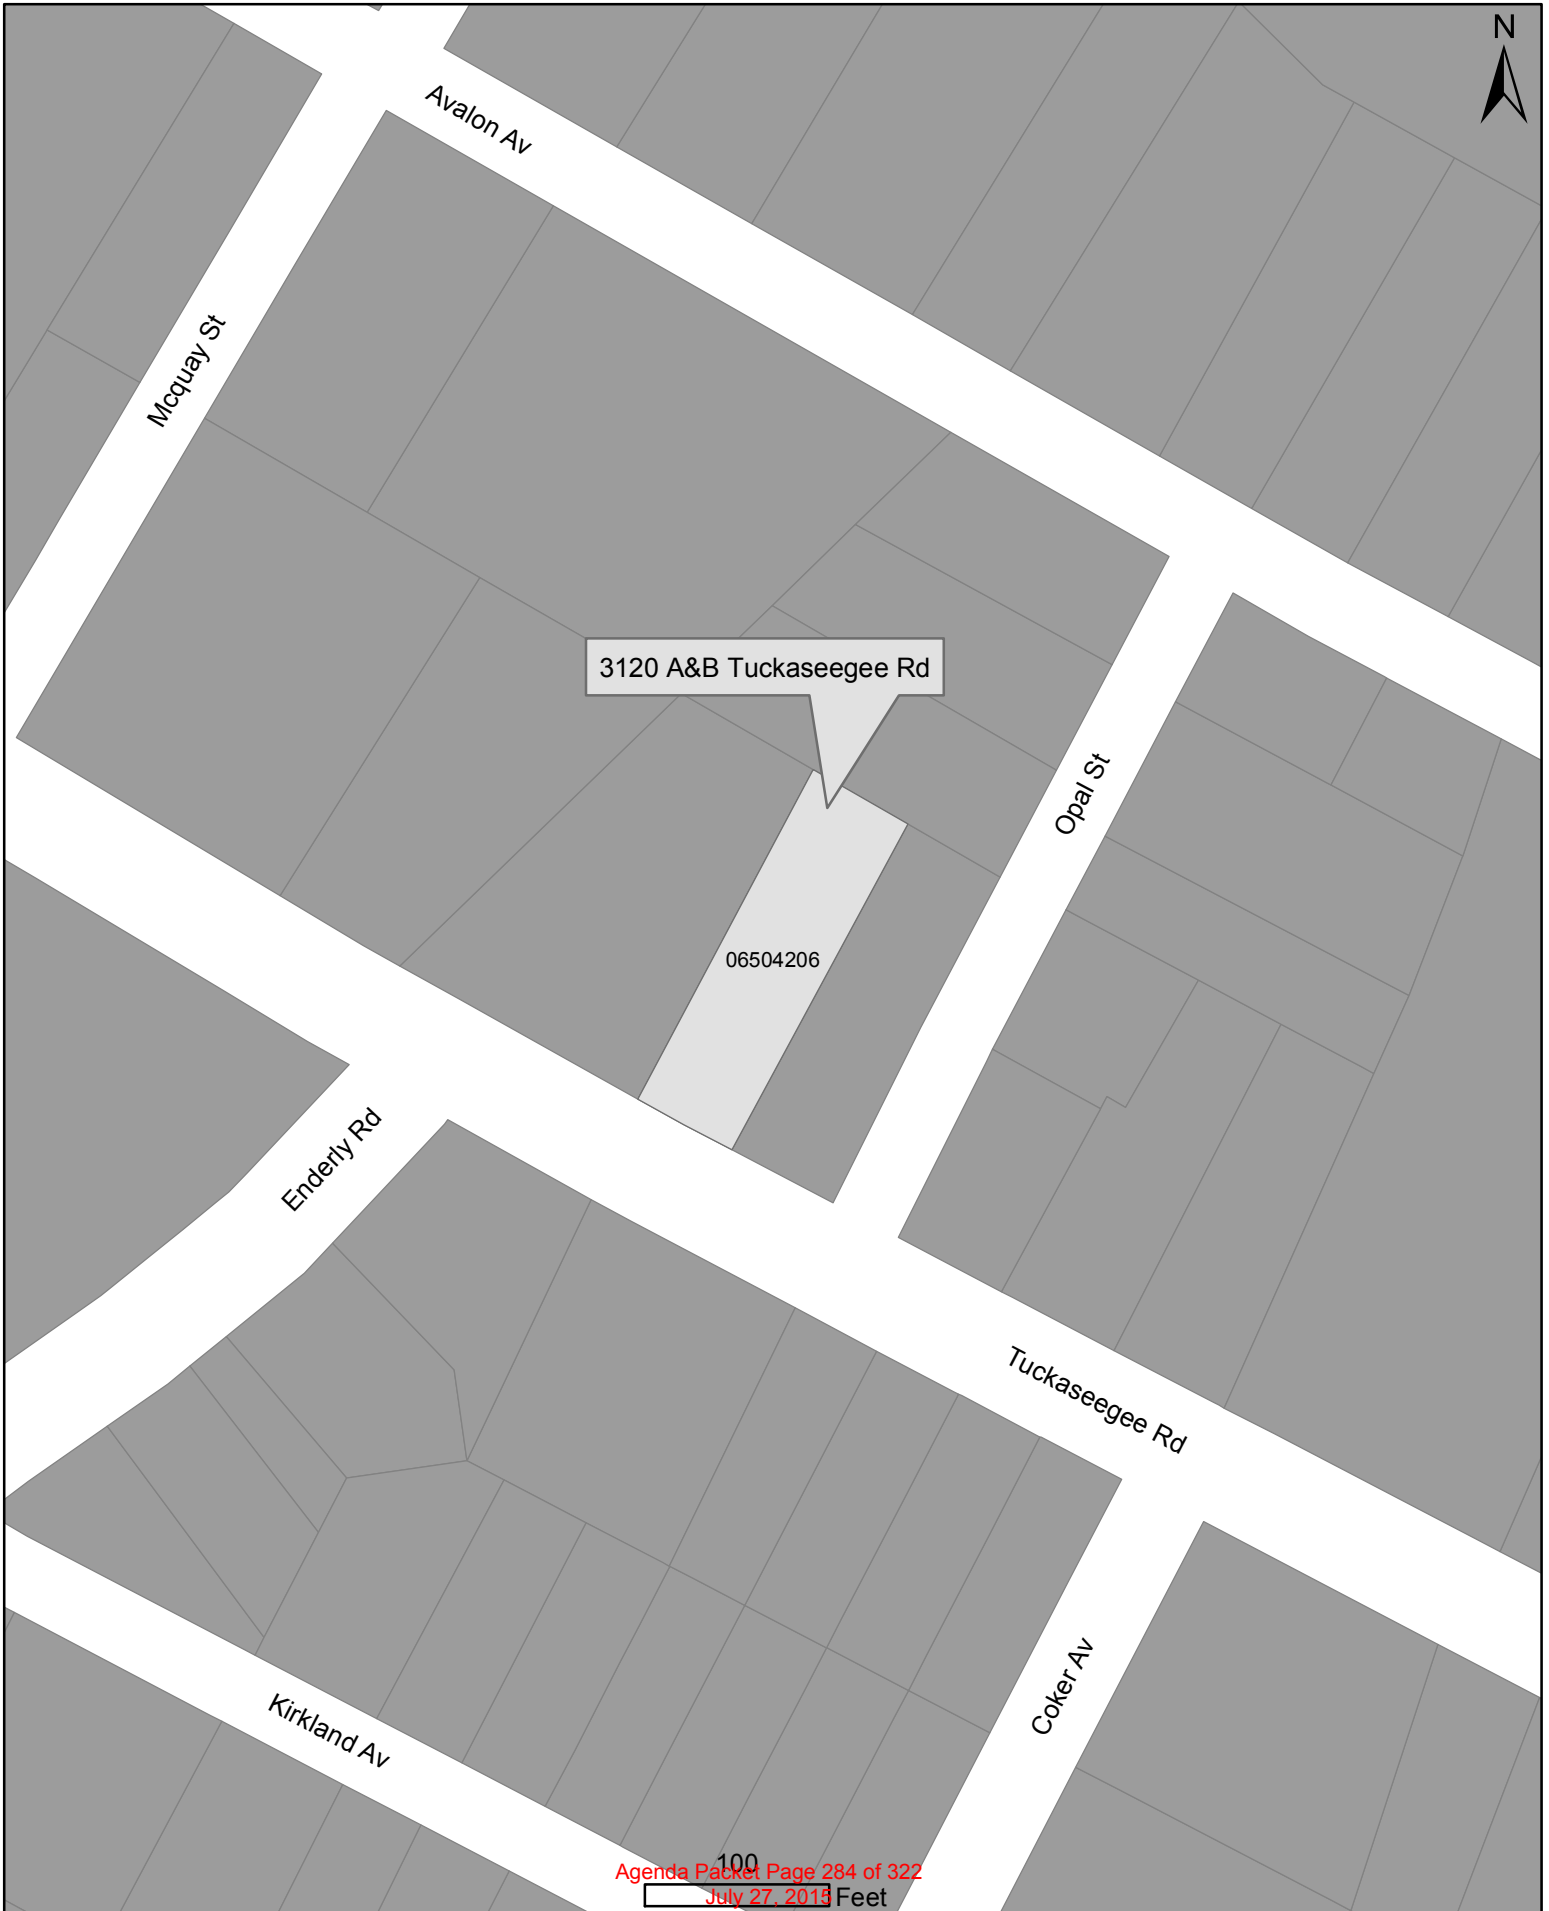 N
Avalon Av
Mcquay St
3120 A&B Tuckaseegee Rd
Opal St
06504206
Enderly Rd
Tuckaseegee Rd
Coker Av
Kirkland Av
100
Agenda Packet Page 284 of 322
July 27, 2015
Feet